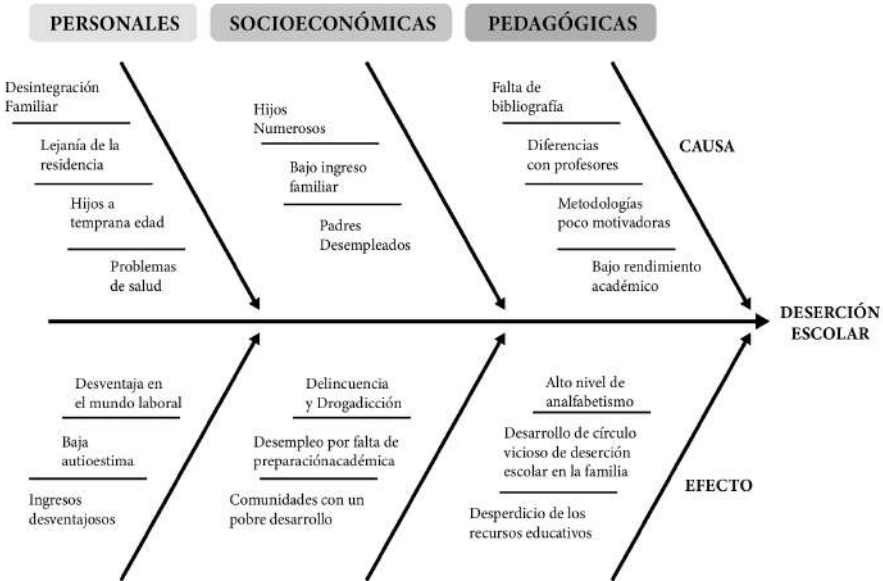 PERSONALES
SOCIOECONÓMICAS
PEDAGÓGICAS
Desintegración
Familiar
Lejanía de la
residencia
Hijos a
temprana edad
Problemas
de salud
Hijos
Numerosos
Bajo ingreso
familiar
Padres
Desempleados
Falta de
bibliografía
Diferencias
con profesores
Metodologías
poco motivadoras
Bajo rendimiento
académico
CAUSA
DESERCIÓN
ESCOLAR
Desventaja en
el mundo laboral
Baja
autioestima
Ingresos
desventajosos
Delincuencia
y Drogadicción
Desempleo por falta de
preparaciónacadémica
Comunidades con un
pobre desarrollo
Alto nivel de
analfabetismo
Desarrollo de círculo
vicioso de deserción
escolar en la familia
Desperdicio de los
recursos educativos
EFECTO